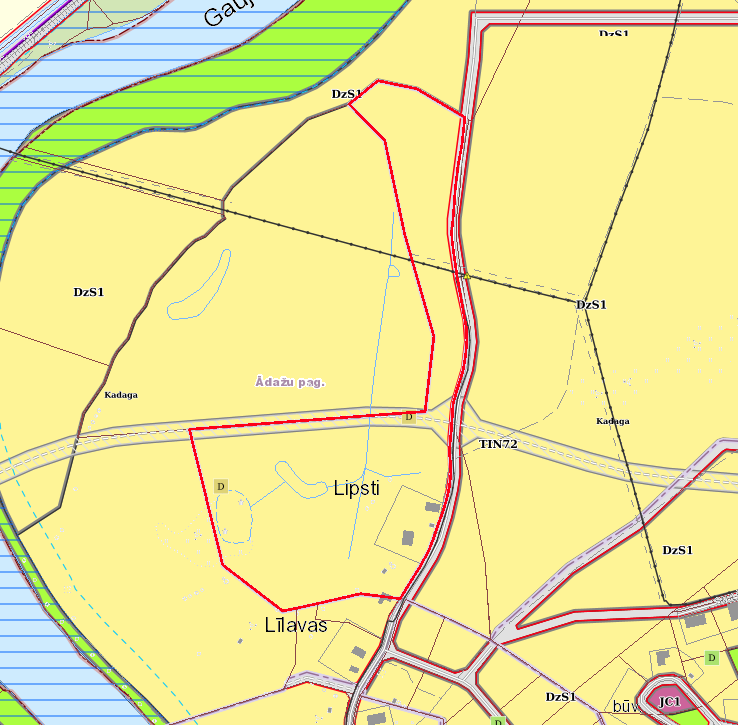 Gauj
DzS1
DzS1
DzS1
DzS1
Ādažu pag.
Kadaga
D
Kadaga
TIN72
D
Lipsti
DzS1
Līlavas
D
DzS1
JC1
būv
D